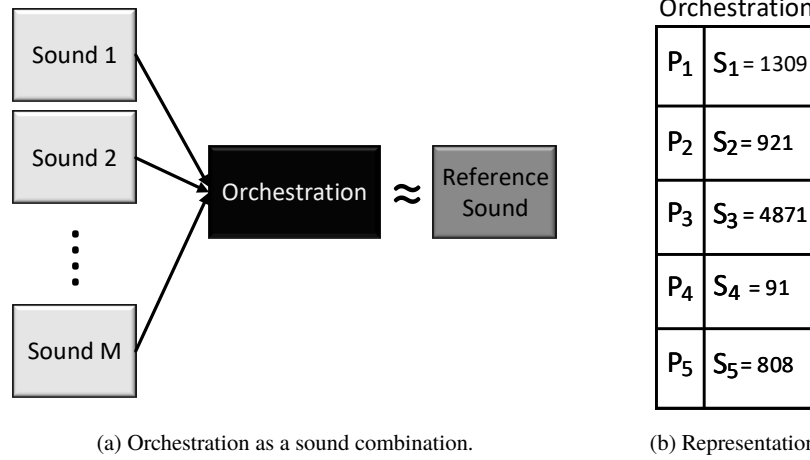 Sound 1
Sound 2
Sound M
Orchestration
≈
Reference
Sound
(a) Orchestration as a sound combination.
Orchestration
P₁ S₁ = 1309
P₂ S₂ = 921
P₃ S₃ = 4871
P₄ S₄ = 91
P₅ S₅ = 808
(b) Representation